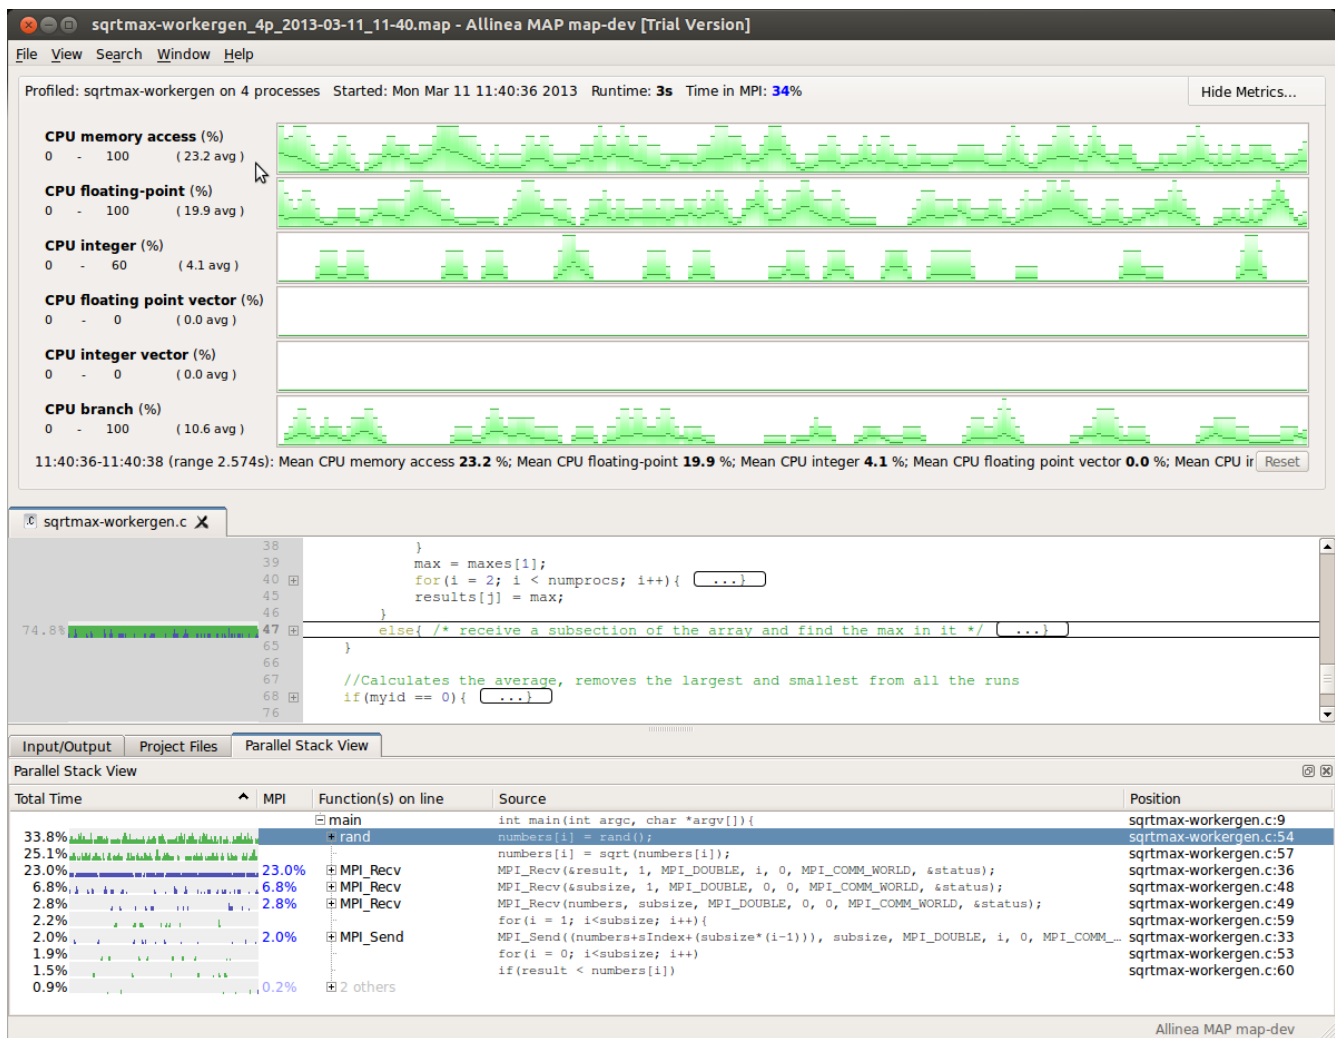 sqrtmax-workergen_4p_2013-03-11_11-40.map - Allinea MAP map-dev [Trial Version]
File View Search Window Help
Profiled: sqrtmax-workergen on 4 processes Started: Mon Mar 11 11:40:36 2013 Runtime: 3s Time in MPI: 34% Hide Metrics...
CPU memory access (%)
0 - 100 ( 23.2 avg )
CPU floating-point (%)
0 - 100 ( 19.9 avg )
CPU integer (%)
0 - 60 ( 4.1 avg )
CPU floating point vector (%)
0 - 0 ( 0.0 avg )
CPU integer vector (%)
0 - 0 ( 0.0 avg )
CPU branch (%)
0 - 100 ( 10.6 avg )
11:40:36-11:40:38 (range 2.574s): Mean CPU memory access 23.2 %; Mean CPU floating-point 19.9 %; Mean CPU integer 4.1 %; Mean CPU floating point vector 0.0 %; Mean CPU ir Reset
.c sqrtmax-workergen.c X
38 }
39 max = maxes[1];
40 for(i = 2; i < numprocs; i++){ ...}
45 results[j] = max;
46 }
74.8% 47 else{ /* receive a subsection of the array and find the max in it */ ...}
65 }
66
67 //Calculates the average, removes the largest and smallest from all the runs
68 if(myid == 0){ ...}
76
Input/Output Project Files Parallel Stack View
Parallel Stack View
Total Time MPI Function(s) on line Source Position
main int main(int argc, char *argv[]){ sqrtmax-workergen.c:9
33.8% rand numbers[i] = rand(); sqrtmax-workergen.c:54
25.1% numbers[i] = sqrt(numbers[i]); sqrtmax-workergen.c:57
23.0% 23.0% MPI_Recv MPI_Recv(&result, 1, MPI_DOUBLE, i, 0, MPI_COMM_WORLD, &status); sqrtmax-workergen.c:36
6.8% 6.8% MPI_Recv MPI_Recv(&subsize, 1, MPI_DOUBLE, 0, 0, MPI_COMM_WORLD, &status); sqrtmax-workergen.c:48
2.8% 2.8% MPI_Recv MPI_Recv(numbers, subsize, MPI_DOUBLE, 0, 0, MPI_COMM_WORLD, &status); sqrtmax-workergen.c:49
2.2% for(i = 1; i<subsize; i++){ sqrtmax-workergen.c:59
2.0% 2.0% MPI_Send MPI_Send((numbers+sIndex+(subsize*(i-1))), subsize, MPI_DOUBLE, i, 0, MPI_COMM_... sqrtmax-workergen.c:33
1.9% for(i = 0; i<subsize; i++) sqrtmax-workergen.c:53
1.5% if(result < numbers[i]) sqrtmax-workergen.c:60
0.9% 0.2% 2 others
Allinea MAP map-dev